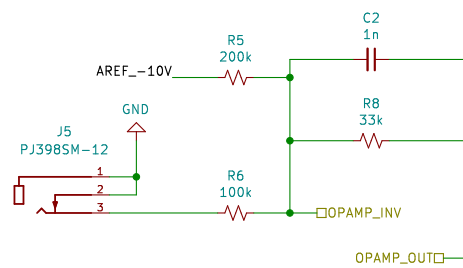 C2
1n
R5
200k
AREF_-10V
R8
33k
GND
J5
PJ398SM-12
1
2
3
R6
100k
OPAMP_INV
OPAMP_OUT